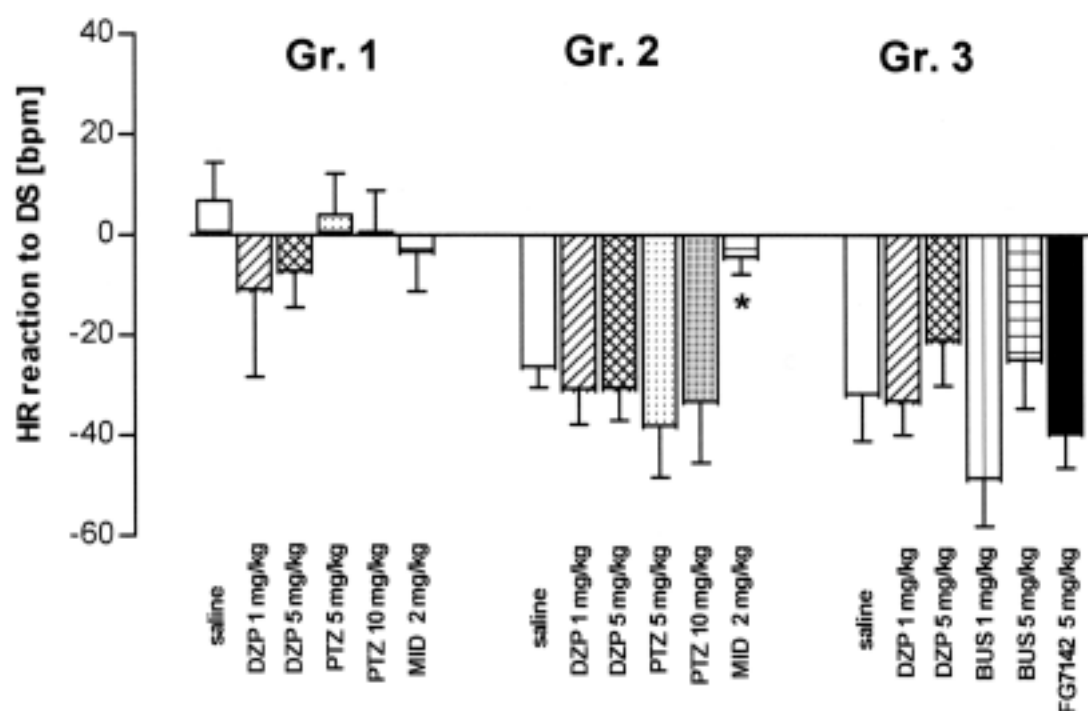 HR reaction to DS [bpm]
40
20
0
-20
-40
-60
Gr. 1
Gr. 2
Gr. 3
*
saline
DZP 1 mg/kg
DZP 5 mg/kg
PTZ 5 mg/kg
PTZ 10 mg/kg
MID 2 mg/kg
saline
DZP 1 mg/kg
DZP 5 mg/kg
PTZ 5 mg/kg
PTZ 10 mg/kg
MID 2 mg/kg
saline
DZP 1 mg/kg
DZP 5 mg/kg
BUS 1 mg/kg
BUS 5 mg/kg
FG7142 5 mg/kg